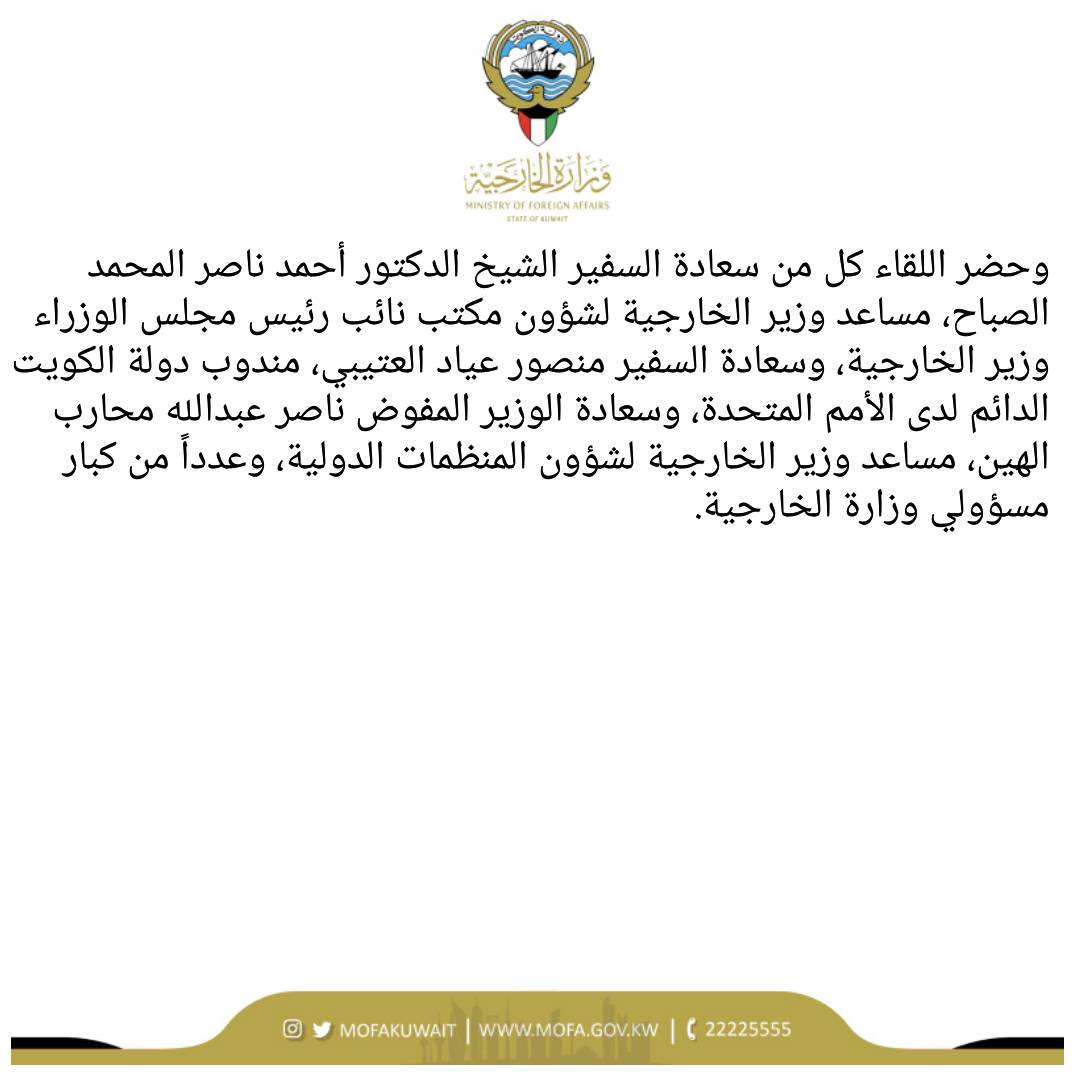 دولة الكويت
وزارة الخارجية
MINISTRY OF FOREIGN AFFAIRS
STATE OF KUWAIT
وحضر اللقاء كل من سعادة السفير الشيخ الدكتور أحمد ناصر المحمد
الصباح، مساعد وزير الخارجية لشؤون مكتب نائب رئيس مجلس الوزراء
وزير الخارجية، وسعادة السفير منصور عياد العتيبي، مندوب دولة الكويت
الدائم لدى الأمم المتحدة، وسعادة الوزير المفوض ناصر عبدالله محارب
الهين، مساعد وزير الخارجية لشؤون المنظمات الدولية، وعدداً من كبار
مسؤولي وزارة الخارجية.
MOFAKUWAIT | WWW.MOFA.GOV.KW | 22225555